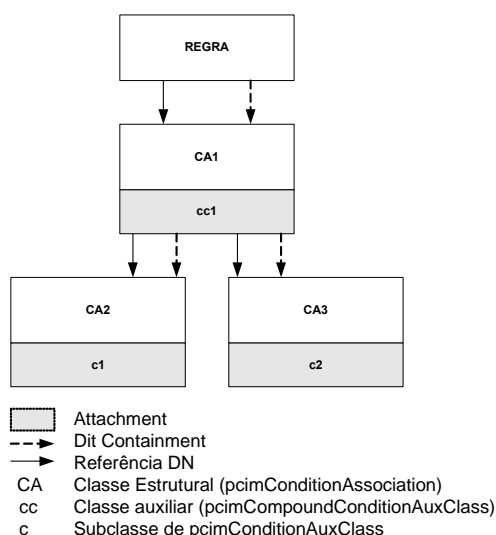 REGRA
CA1
cc1
CA2
CA3
c1
c2
Attachment
Dit Containment
Referência DN
CA Classe Estrutural (pcimConditionAssociation)
cc Classe auxiliar (pcimCompoundConditionAuxClass)
c Subclasse de pcimConditionAuxClass